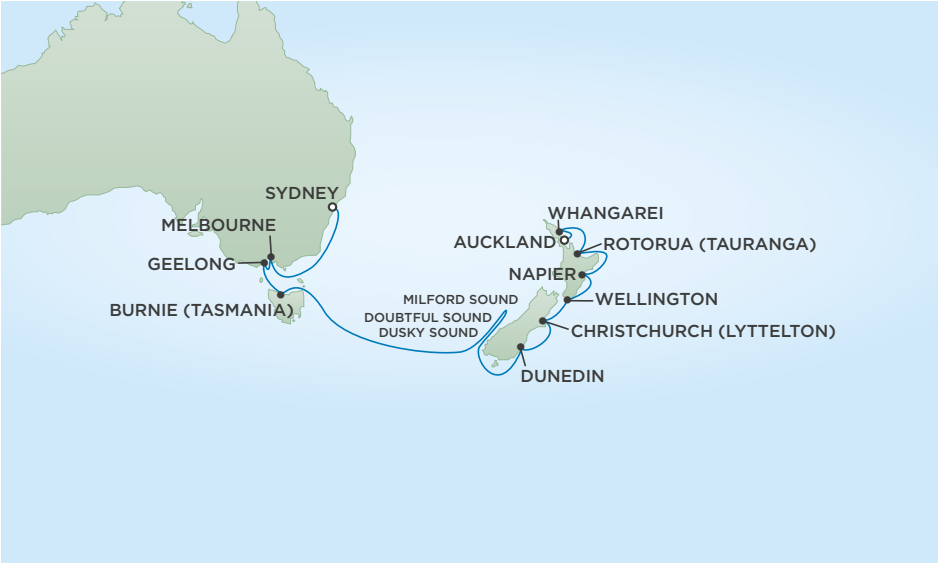 SYDNEY
MELBOURNE
GEELONG
BURNIE (TASMANIA)
WHANGAREI
AUCKLAND
ROTORUA (TAURANGA)
NAPIER
WELLINGTON
MILFORD SOUND
DOUBTFUL SOUND
DUSKY SOUND
CHRISTCHURCH (LYTTELTON)
DUNEDIN